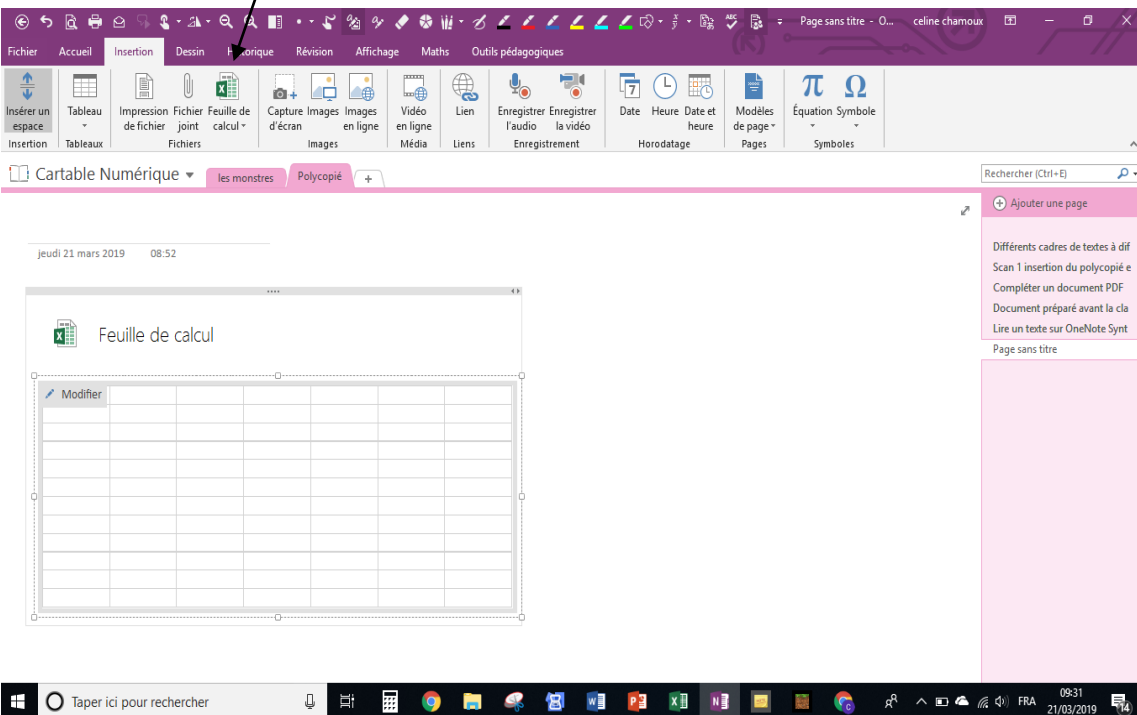 Page sans titre - O... celine chamoux
Fichier Accueil Insertion Dessin Révision Affichage Maths Outils pédagogiques
Insérer un espace
Tableau
Impression de fichier
Fichier joint
Feuille de calcul
Capture d'écran
Images
Images en ligne
Vidéo en ligne
Lien
Enregistrer l'audio
Enregistrer la vidéo
Date
Heure
Date et heure
Modèles de page
Équation
Symbole
Insertion Tableaux Fichiers Images Média Liens Enregistrement Horodatage Pages Symboles
Cartable Numérique les monstres Polycopié +
Rechercher (Ctrl+E)
Ajouter une page
jeudi 21 mars 2019 08:52
Différents cadres de textes à dif
Scan 1 insertion du polycopié e
Compléter un document PDF
Document préparé avant la cla
Lire un texte sur OneNote Synt
Page sans titre
Feuille de calcul
Modifier
Taper ici pour rechercher
FRA
09:31
21/03/2019
14